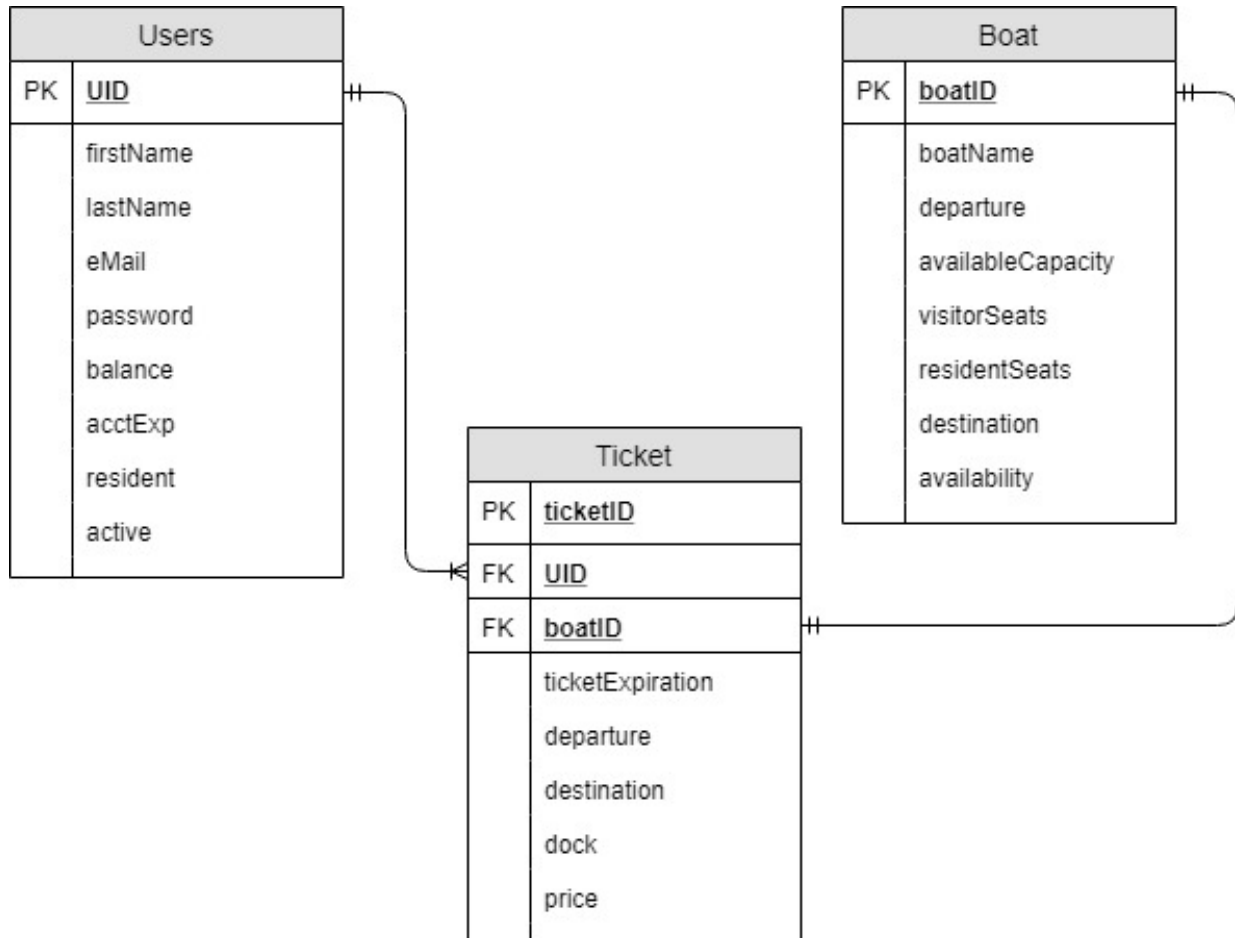 Users
PK UID
firstName
lastName
eMail
password
balance
acctExp
resident
active
Boat
PK boatID
boatName
departure
availableCapacity
visitorSeats
residentSeats
destination
availability
Ticket
PK ticketID
FK UID
FK boatID
ticketExpiration
departure
destination
dock
price